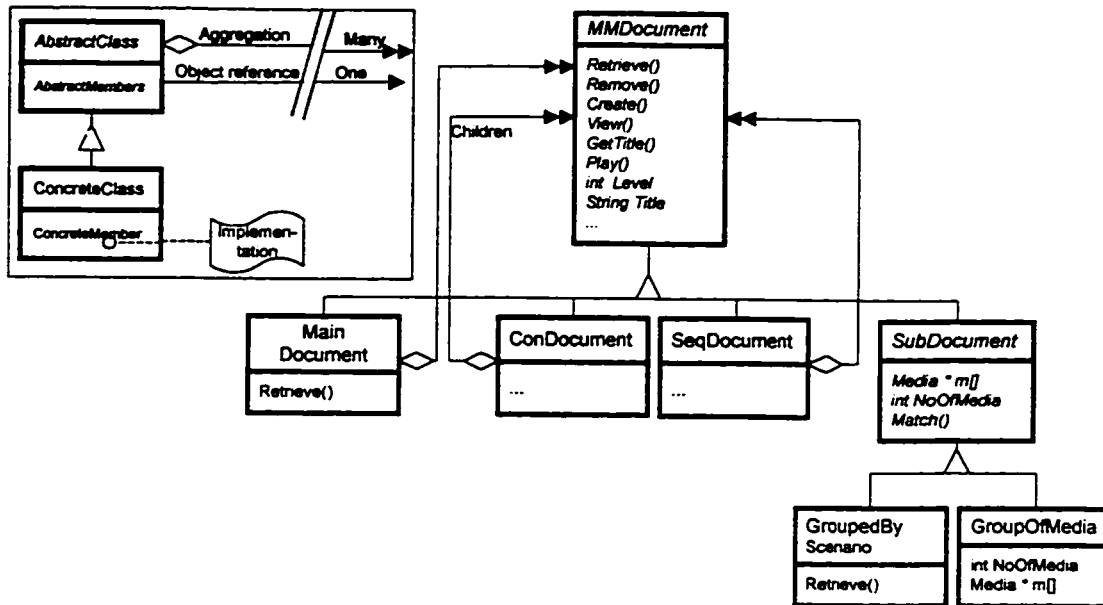 AbstractClass
AbstractMembers
Aggregation
Many
Object reference
One
ConcreteClass
ConcreteMember
Implemen-
tation
MMDocument
Retrieve()
Remove()
Create()
View()
GetTitle()
Play()
int Level
String Title
...
Children
Main
Document
Retrieve()
ConDocument
...
SeqDocument
...
SubDocument
Media * m[]
int NoOfMedia
Match()
GroupedBy
Scenario
Retrieve()
GroupOfMedia
int NoOfMedia
Media * m[]